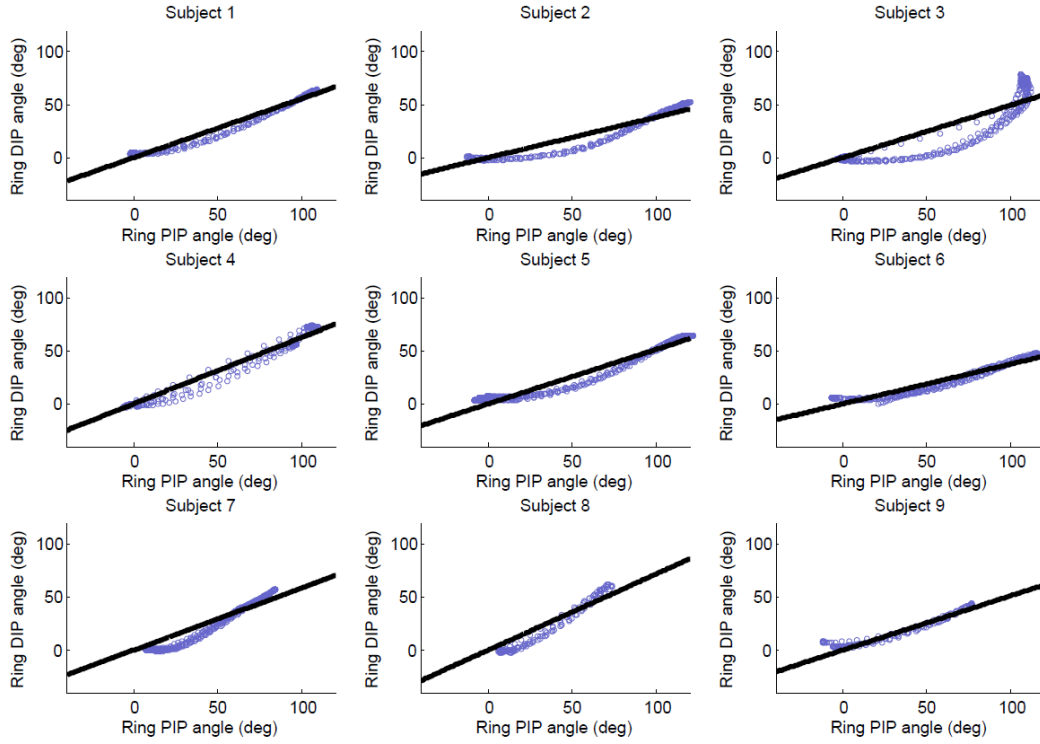 Subject 1
Subject 2
Subject 3
Ring DIP angle (deg)
100
50
0
Ring DIP angle (deg)
100
50
0
Ring DIP angle (deg)
100
50
0
0 50 100
0 50 100
0 50 100
Ring PIP angle (deg)
Ring PIP angle (deg)
Ring PIP angle (deg)
Subject 4
Subject 5
Subject 6
Ring DIP angle (deg)
100
50
0
Ring DIP angle (deg)
100
50
0
Ring DIP angle (deg)
100
50
0
0 50 100
0 50 100
0 50 100
Ring PIP angle (deg)
Ring PIP angle (deg)
Ring PIP angle (deg)
Subject 7
Subject 8
Subject 9
Ring DIP angle (deg)
100
50
0
Ring DIP angle (deg)
100
50
0
Ring DIP angle (deg)
100
50
0
0 50 100
0 50 100
0 50 100
Ring PIP angle (deg)
Ring PIP angle (deg)
Ring PIP angle (deg)